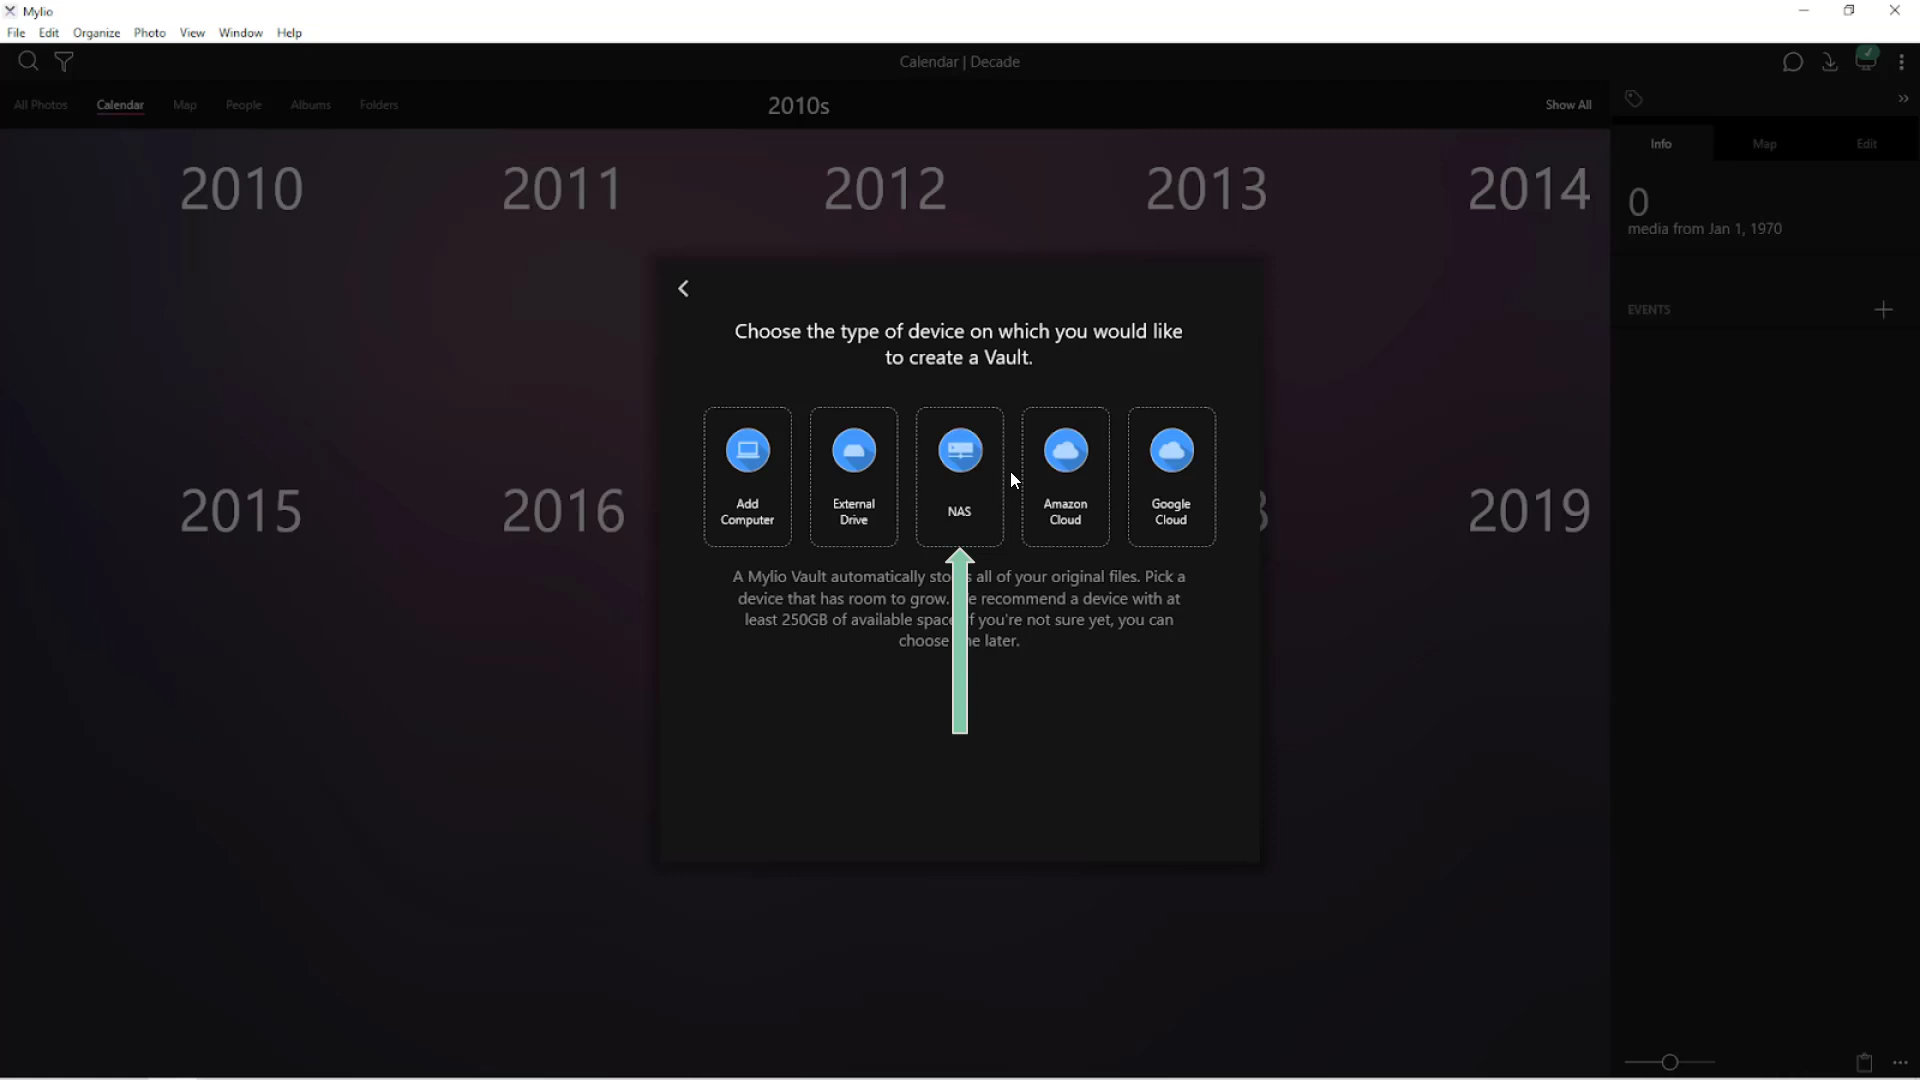 Mylio
File Edit Organize Photo View Window Help
Calendar | Decade
All Photos Calendar Map People Albums Folders
2010s
Show All
2010 2011 2012 2013 2014
2015 2016 2019
Info Map Edit
0
media from Jan 1, 1970
EVENTS
Choose the type of device on which you would like
to create a Vault.
Add
Computer
External
Drive
NAS
Amazon
Cloud
Google
Cloud
A Mylio Vault automatically all of your original files. Pick a
device that has room to grow. recommend a device with at
least 250GB of available you're not sure yet, you can
choose later.